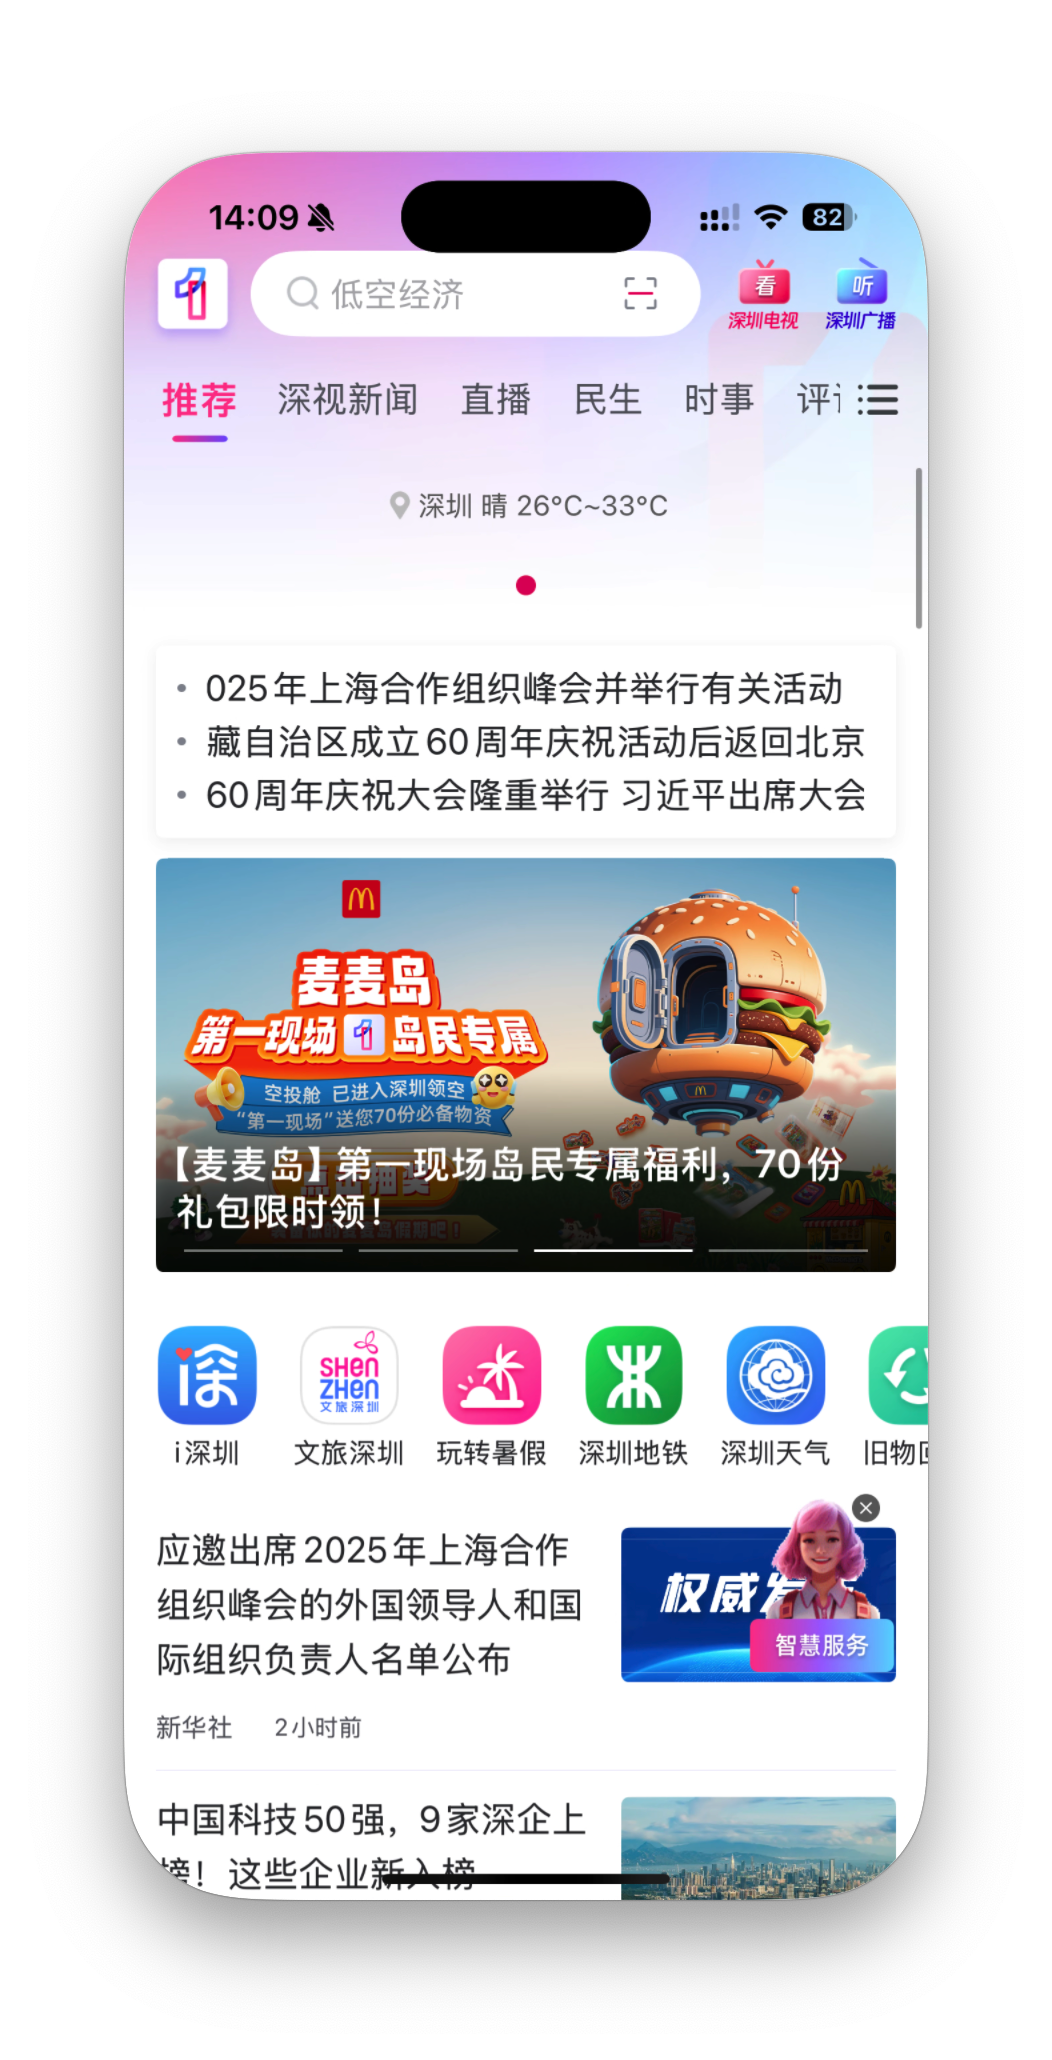 14:09
82
低空经济
看
深圳电视
听
深圳广播
推荐 深视新闻 直播 民生 时事
深圳 晴 26°C~33°C
025年上海合作组织峰会并举行有关活动
藏自治区成立60周年庆祝活动后返回北京
60周年庆祝大会隆重举行 习近平出席大会
麦麦岛
第一现场 岛民专属
空投舱 已进入深圳领空
“第一现场”送您70份必备物资
【麦麦岛】第一现场岛民专属福利，70份
礼包限时领！
i深
SHEN
ZHEN
文旅深圳
i深圳 文旅深圳 玩转暑假 深圳地铁 深圳天气 旧物
应邀出席2025年上海合作
组织峰会的外国领导人和国
际组织负责人名单公布
权威发
智慧服务
新华社 2小时前
中国科技50强，9家深企上
榜！这些企业新入榜